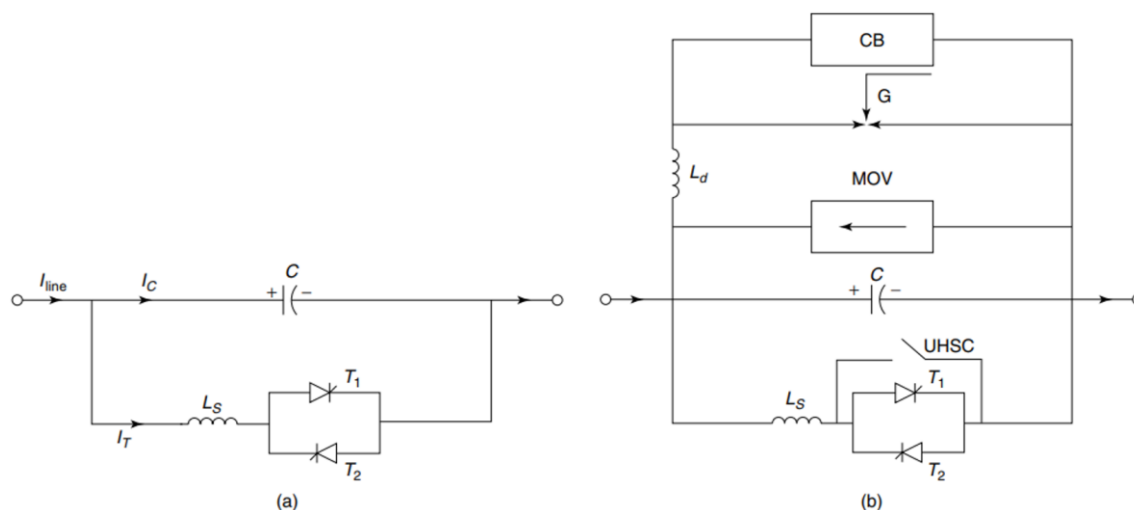 I_line
I_C
C
+
−
I_T
L_S
T_1
T_2
(a)
CB
G
L_d
MOV
C
+
−
UHSC
L_S
T_1
T_2
(b)